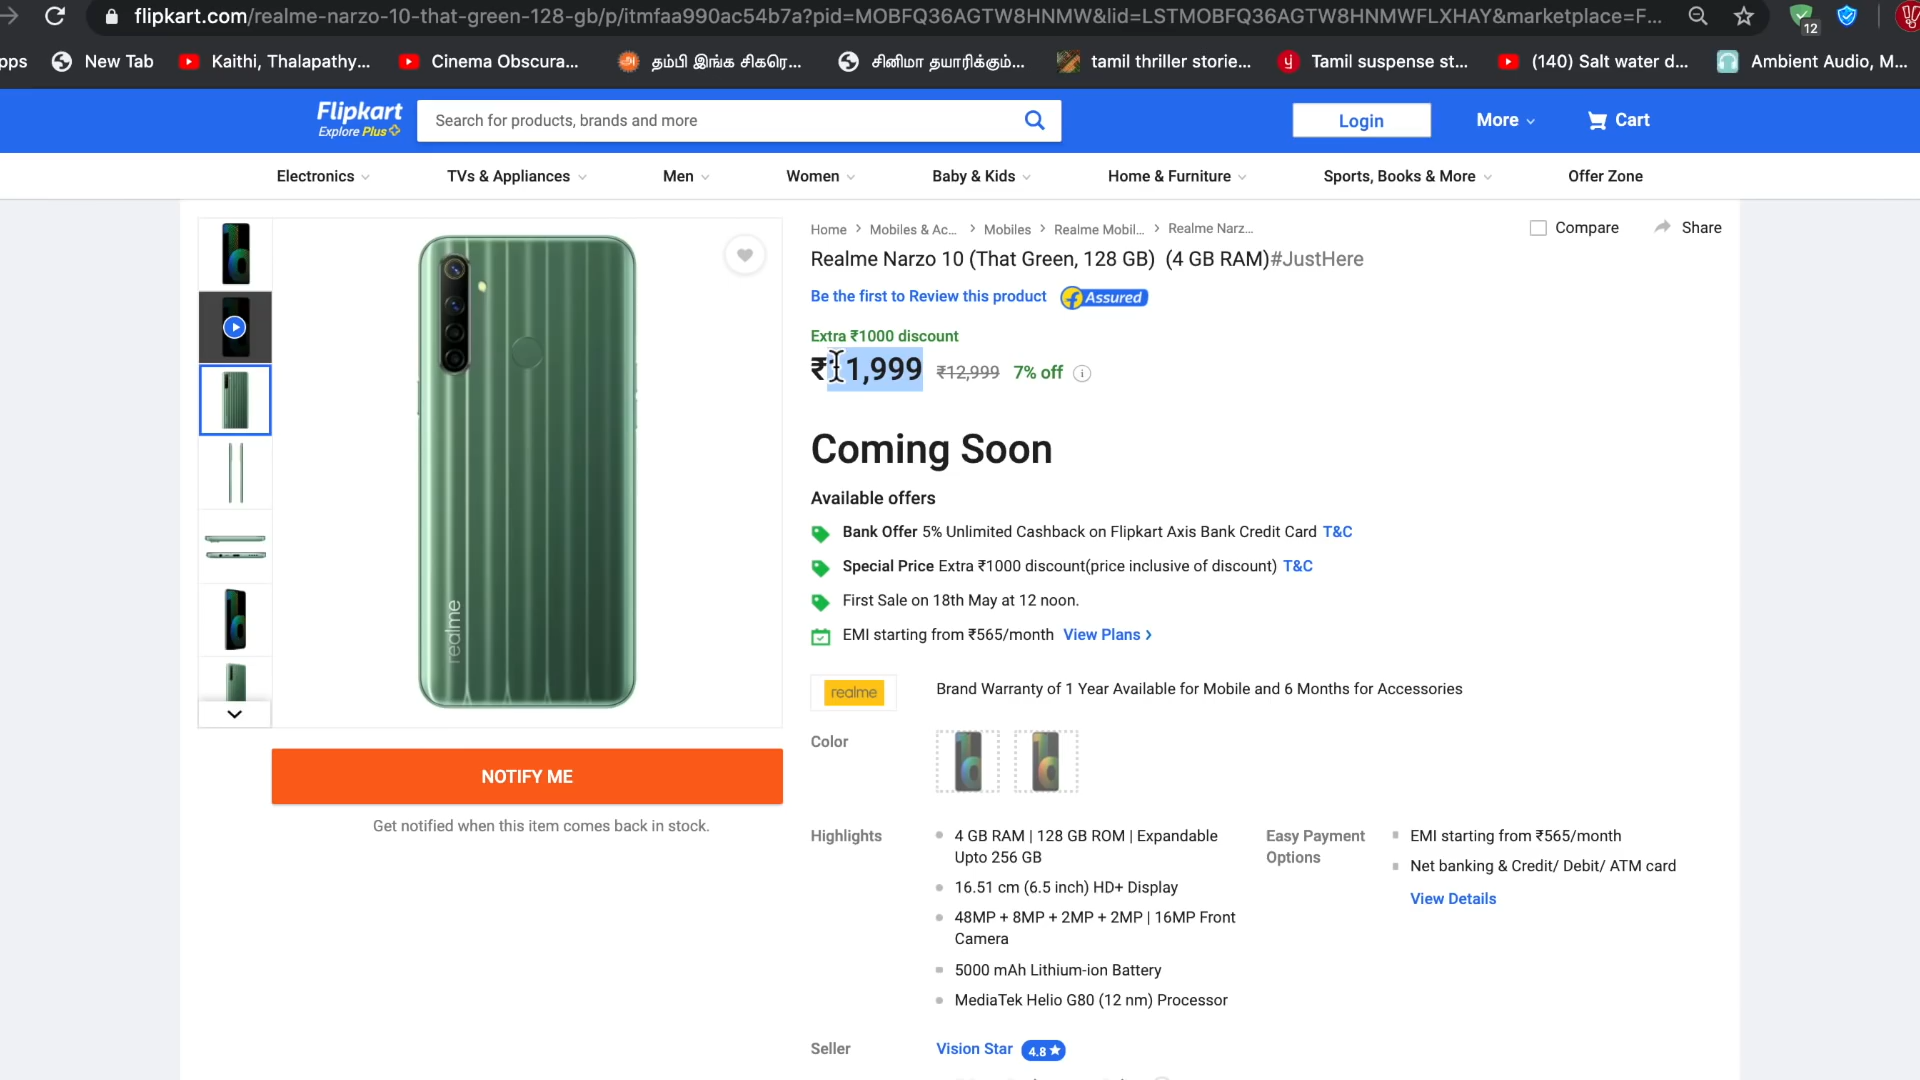 flipkart.com/realme-narzo-10-that-green-128-gb/p/itmfaa990ac54b7a?pid=MOBFQ36AGTW8HNMW&lid=LSTMOBFQ36AGTW8HNMWFLXHAY&marketplace=F...
12
pps New Tab Kaithi, Thalapathy... Cinema Obscura... தம்பி இங்க சிகரெ... சினிமா தயாரிக்கும்... tamil thriller storie... Tamil suspense st... (140) Salt water d... Ambient Audio, M...
Flipkart
Explore Plus
Search for products, brands and more
Login
More
Cart
Electronics TVs & Appliances Men Women Baby & Kids Home & Furniture Sports, Books & More Offer Zone
Home > Mobiles & Ac... > Mobiles > Realme Mobil... > Realme Narz...
Compare Share
Realme Narzo 10 (That Green, 128 GB) (4 GB RAM)#JustHere
Be the first to Review this product Assured
Extra ₹1000 discount
₹11,999 ₹12,999 7% off
Coming Soon
Available offers
Bank Offer 5% Unlimited Cashback on Flipkart Axis Bank Credit Card T&C
Special Price Extra ₹1000 discount(price inclusive of discount) T&C
First Sale on 18th May at 12 noon.
EMI starting from ₹565/month View Plans >
realme
realme
Brand Warranty of 1 Year Available for Mobile and 6 Months for Accessories
Color
NOTIFY ME
Get notified when this item comes back in stock.
Highlights
4 GB RAM | 128 GB ROM | Expandable
Upto 256 GB
16.51 cm (6.5 inch) HD+ Display
48MP + 8MP + 2MP + 2MP | 16MP Front
Camera
5000 mAh Lithium-ion Battery
MediaTek Helio G80 (12 nm) Processor
Easy Payment
Options
EMI starting from ₹565/month
Net banking & Credit/ Debit/ ATM card
View Details
Seller
Vision Star 4.8